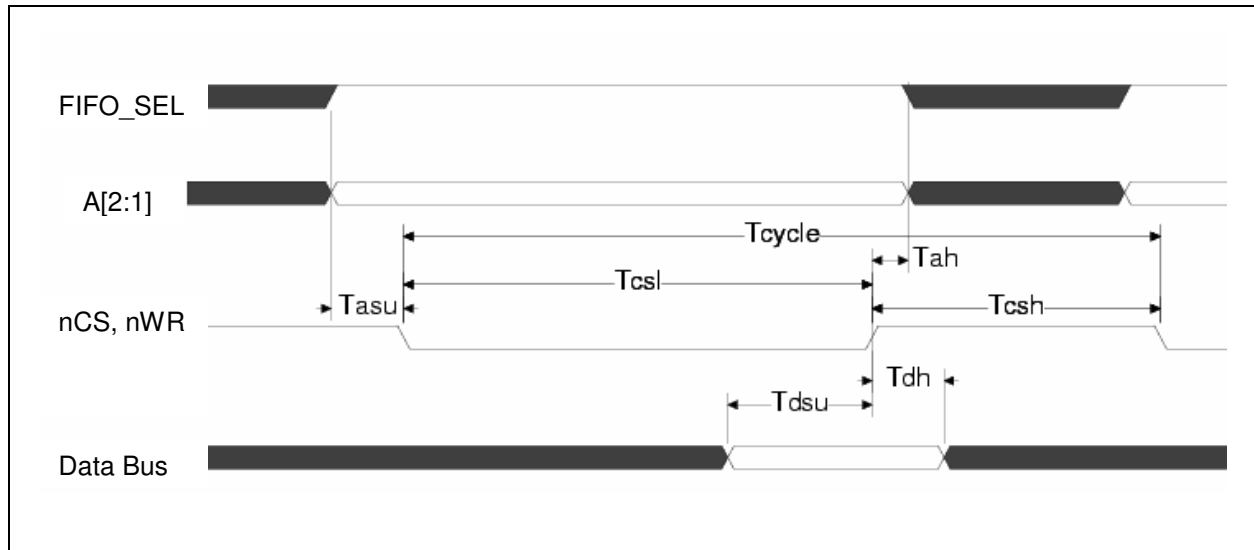 FIFO_SEL
A[2:1]
Tcycle
Tah
Tcsl
Tasu
Tcsh
nCS, nWR
Tdh
Tdsu
Data Bus